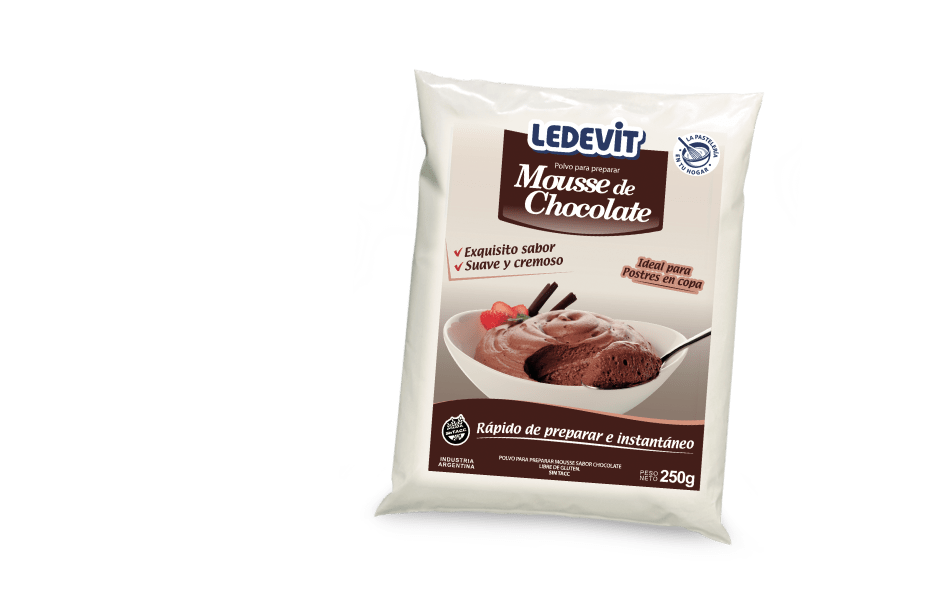 LEDEVIT
LA PASTELERÍA
EN TU HOGAR
Polvo para preparar
Mousse de
Chocolate
Exquisito sabor
Suave y cremoso
Ideal para
Postres en copa
SIN T.A.C.C.
Rápido de preparar e instantáneo
INDUSTRIA
ARGENTINA
POLVO PARA PREPARAR MOUSSE SABOR CHOCOLATE
LIBRE DE GLUTEN.
SIN TACC
PESO
NETO 250g